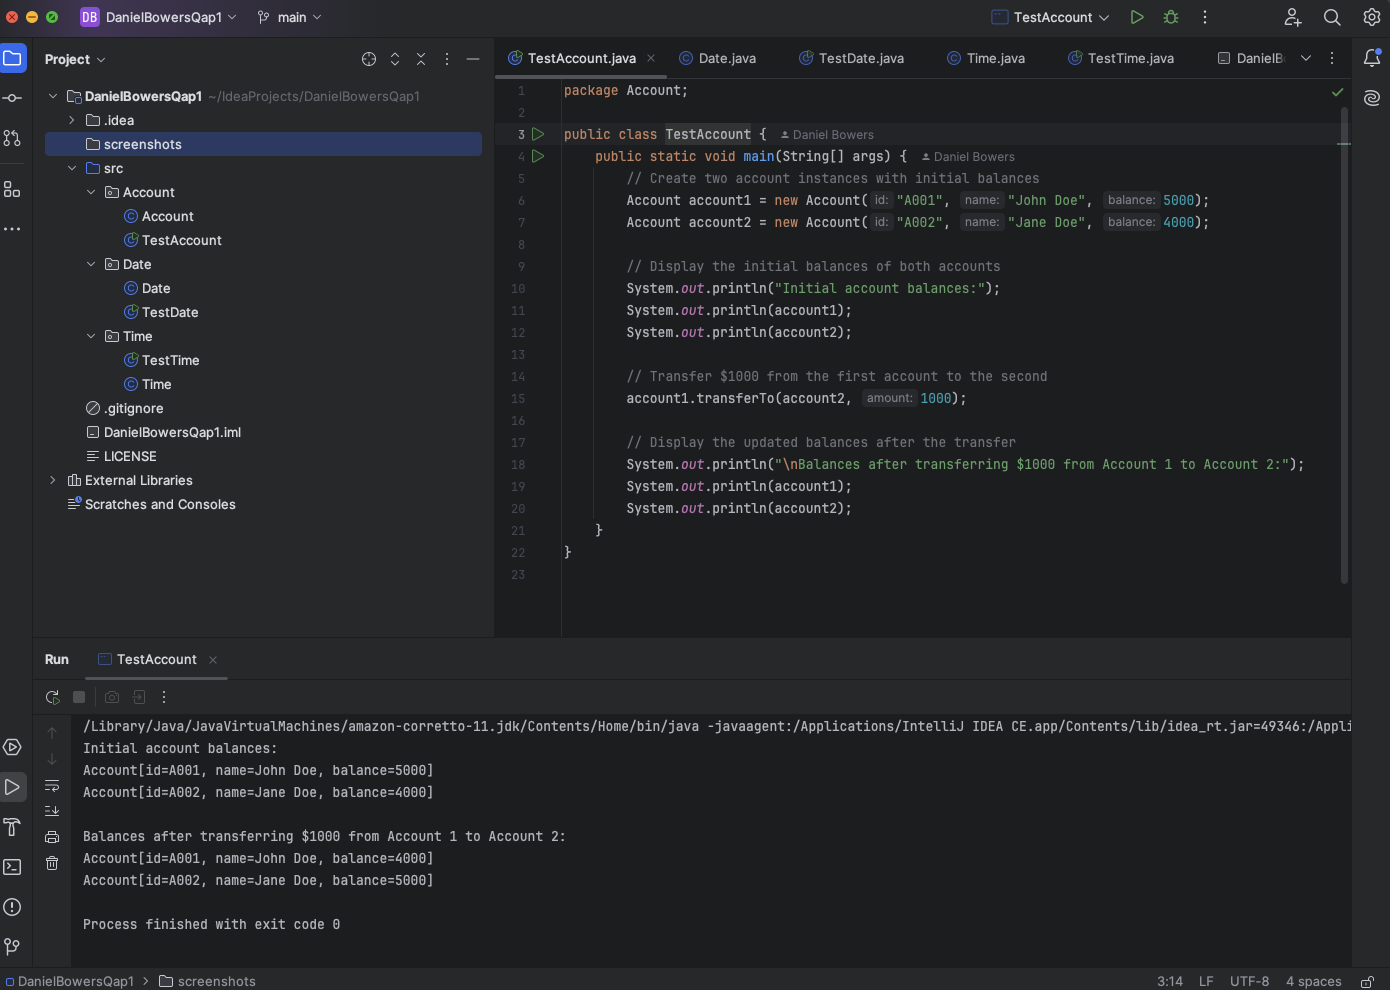 DB DanielBowersQap1 main TestAccount
Project
DanielBowersQap1 ~/IdeaProjects/DanielBowersQap1
.idea
screenshots
src
Account
Account
TestAccount
Date
Date
TestDate
Time
TestTime
Time
.gitignore
DanielBowersQap1.iml
LICENSE
External Libraries
Scratches and Consoles
TestAccount.java Date.java TestDate.java Time.java TestTime.java DanielB
1 package Account;
2
3 public class TestAccount { Daniel Bowers
4 public static void main(String[] args) { Daniel Bowers
5 // Create two account instances with initial balances
6 Account account1 = new Account( id: "A001", name: "John Doe", balance: 5000);
7 Account account2 = new Account( id: "A002", name: "Jane Doe", balance: 4000);
8
9 // Display the initial balances of both accounts
10 System.out.println("Initial account balances:");
11 System.out.println(account1);
12 System.out.println(account2);
13
14 // Transfer $1000 from the first account to the second
15 account1.transferTo(account2, amount: 1000);
16
17 // Display the updated balances after the transfer
18 System.out.println("\nBalances after transferring $1000 from Account 1 to Account 2:");
19 System.out.println(account1);
20 System.out.println(account2);
21 }
22 }
23
Run TestAccount
/Library/Java/JavaVirtualMachines/amazon-corretto-11.jdk/Contents/Home/bin/java -javaagent:/Applications/IntelliJ IDEA CE.app/Contents/lib/idea_rt.jar=49346:/Appli
Initial account balances:
Account[id=A001, name=John Doe, balance=5000]
Account[id=A002, name=Jane Doe, balance=4000]
Balances after transferring $1000 from Account 1 to Account 2:
Account[id=A001, name=John Doe, balance=4000]
Account[id=A002, name=Jane Doe, balance=5000]
Process finished with exit code 0
DanielBowersQap1 screenshots 3:14 LF UTF-8 4 spaces